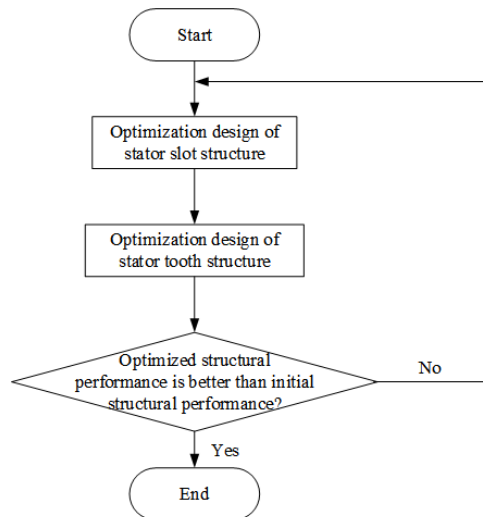 Start
Optimization design of
stator slot structure
Optimization design of
stator tooth structure
Optimized structural
performance is better than initial
structural performance?
No
Yes
End